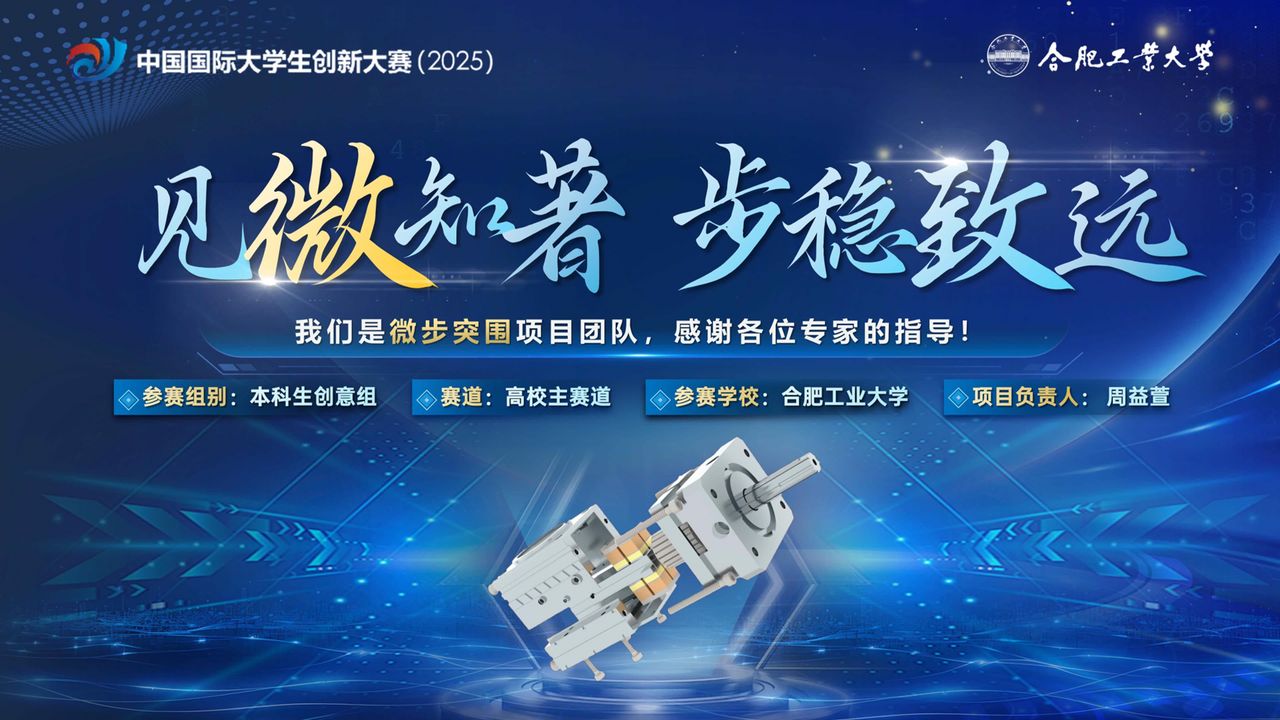 中国国际大学生创新大赛(2025)
合肥工業大學
见微知著 步稳致远
我们是微步突围项目团队，感谢各位专家的指导！
参赛组别：本科生创意组
赛道：高校主赛道
参赛学校：合肥工业大学
项目负责人：周益萱